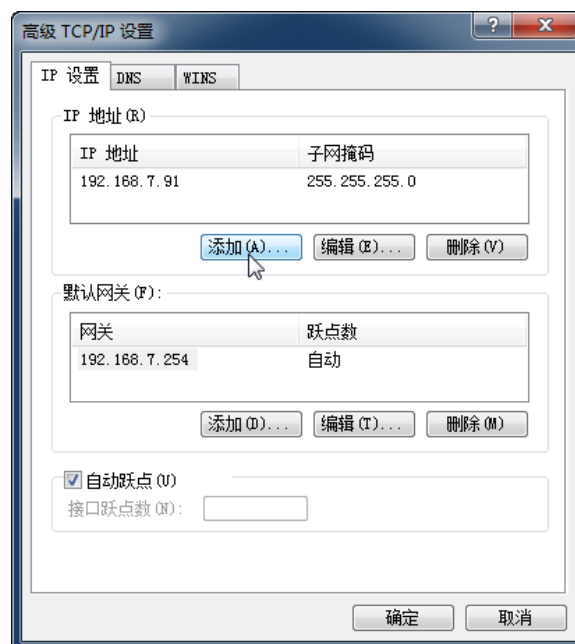 高级 TCP/IP 设置
IP 设置 DNS WINS
IP 地址(R)
IP 地址 子网掩码
192.168.7.91 255.255.255.0
添加(A)... 编辑(E)... 删除(V)
默认网关(F):
网关 跃点数
192.168.7.254 自动
添加(D)... 编辑(T)... 删除(M)
自动跃点(U)
接口跃点数(N):
确定 取消